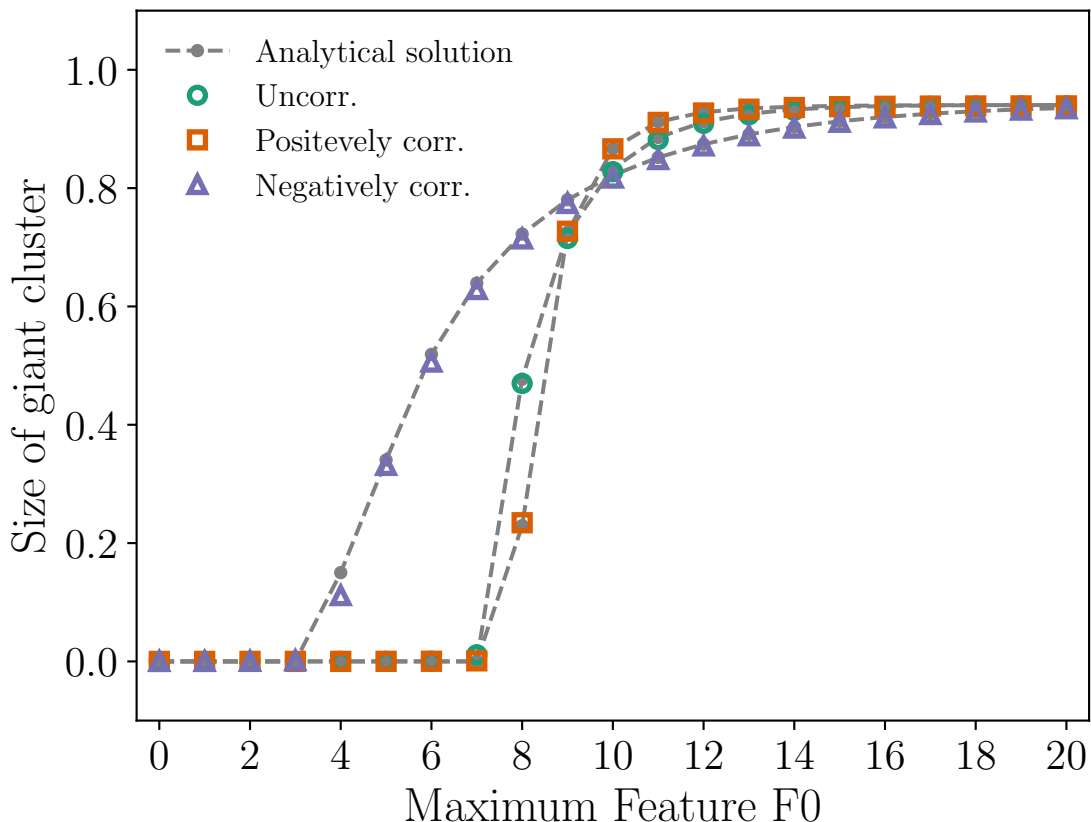 Analytical solution
Uncorr.
Positevely corr.
Negatively corr.
1.0
0.8
0.6
0.4
0.2
0.0
Size of giant cluster
0 2 4 6 8 10 12 14 16 18 20
Maximum Feature F0